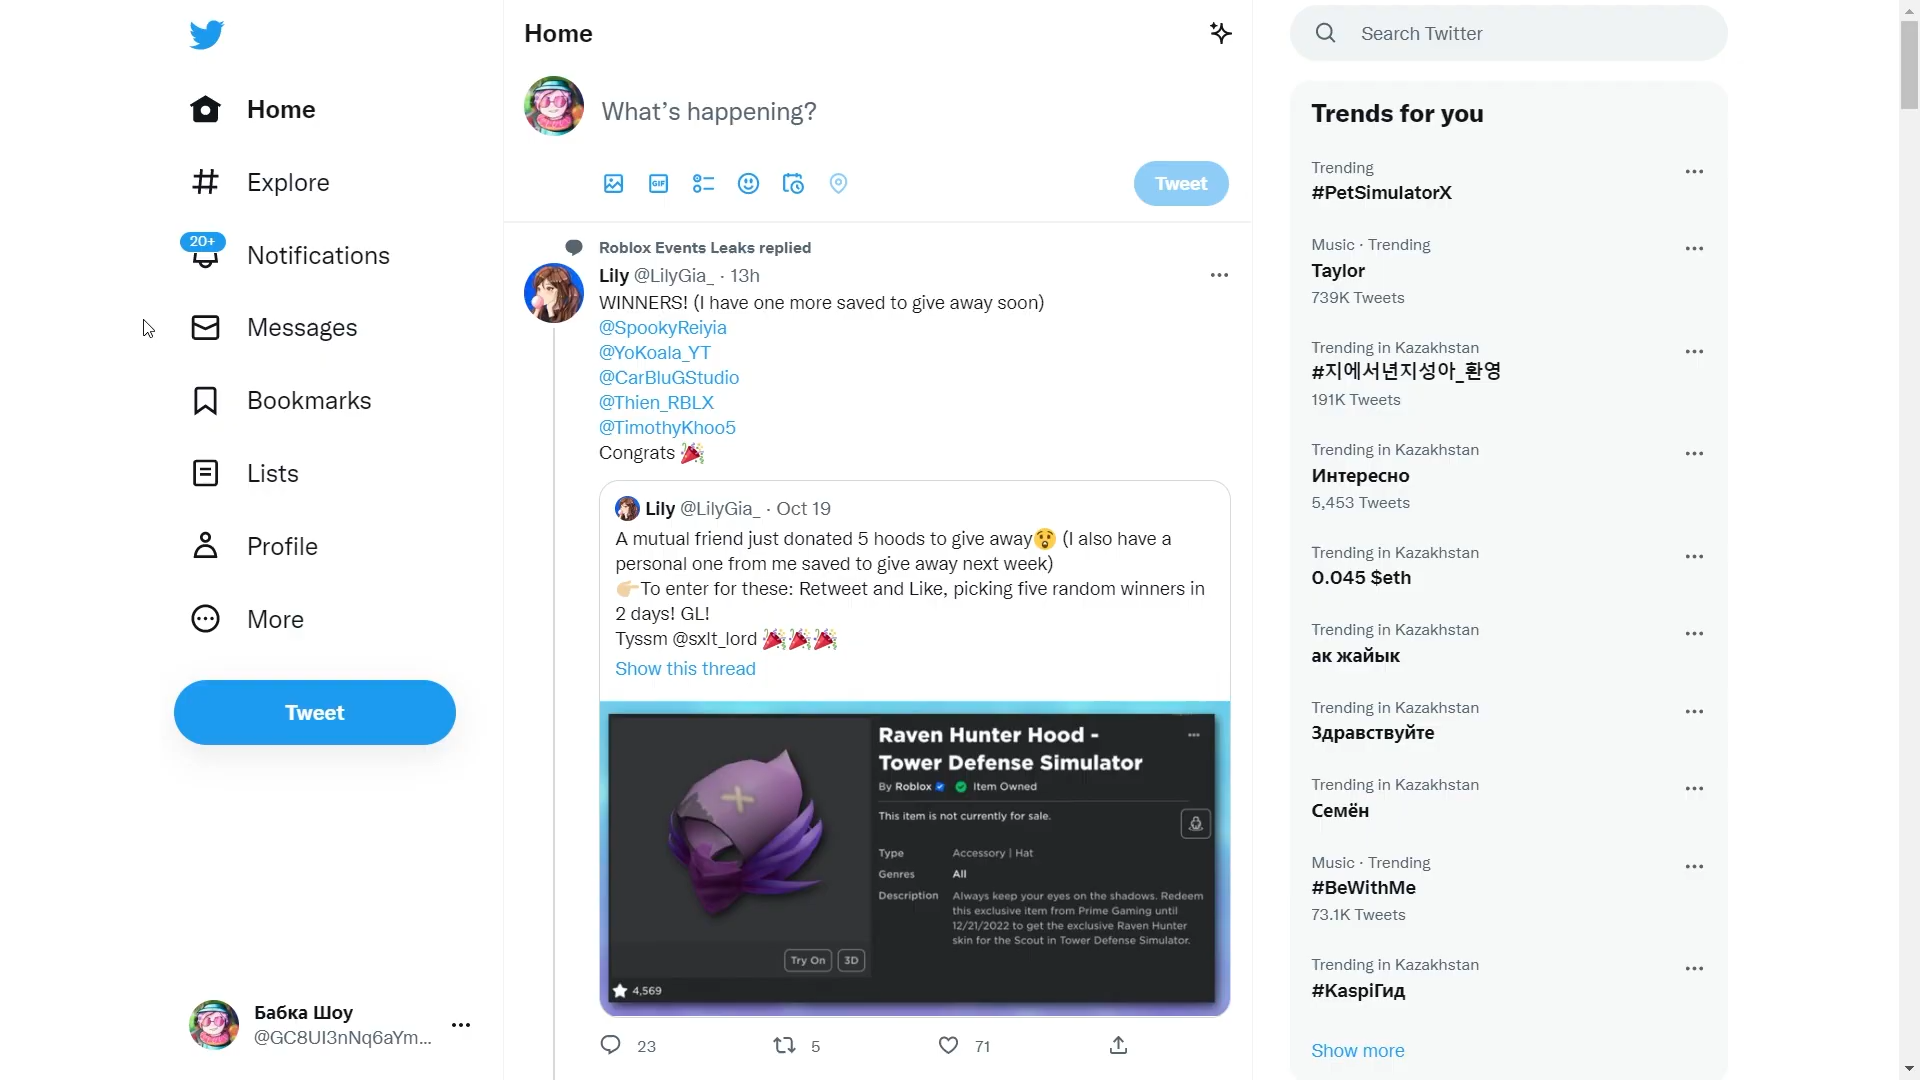 Home
Explore
20+
Notifications
Messages
Bookmarks
Lists
Profile
More
Tweet
Бабка Шоу
@GC8UI3nNq6aYm...
Home
What's happening?
GIF
Tweet
Roblox Events Leaks replied
Lily @LilyGia_ · 13h
WINNERS! (I have one more saved to give away soon)
@SpookyReiyia
@YoKoala_YT
@CarBluGStudio
@Thien_RBLX
@TimothyKhoo5
Congrats 🎉
Lily @LilyGia_ · Oct 19
A mutual friend just donated 5 hoods to give away😲 (I also have a
personal one from me saved to give away next week)
👉🏼To enter for these: Retweet and Like, picking five random winners in
2 days! GL!
Tyssm @sxlt_lord 🎉🎉🎉
Show this thread
Raven Hunter Hood -
Tower Defense Simulator
By Roblox Item Owned
This item is not currently for sale.
Type Accessory | Hat
Genres All
Description Always keep your eyes on the shadows. Redeem
this exclusive item from Prime Gaming until
12/21/2022 to get the exclusive Raven Hunter
skin for the Scout in Tower Defense Simulator.
Try On 3D
4,569
23 5 71
Search Twitter
Trends for you
Trending
#PetSimulatorX
Music · Trending
Taylor
739K Tweets
Trending in Kazakhstan
#지에서년지성아_환영
191K Tweets
Trending in Kazakhstan
Интересно
5,453 Tweets
Trending in Kazakhstan
0.045 $eth
Trending in Kazakhstan
ак жайык
Trending in Kazakhstan
Здравствуйте
Trending in Kazakhstan
Семён
Music · Trending
#BeWithMe
73.1K Tweets
Trending in Kazakhstan
#KaspiГид
Show more